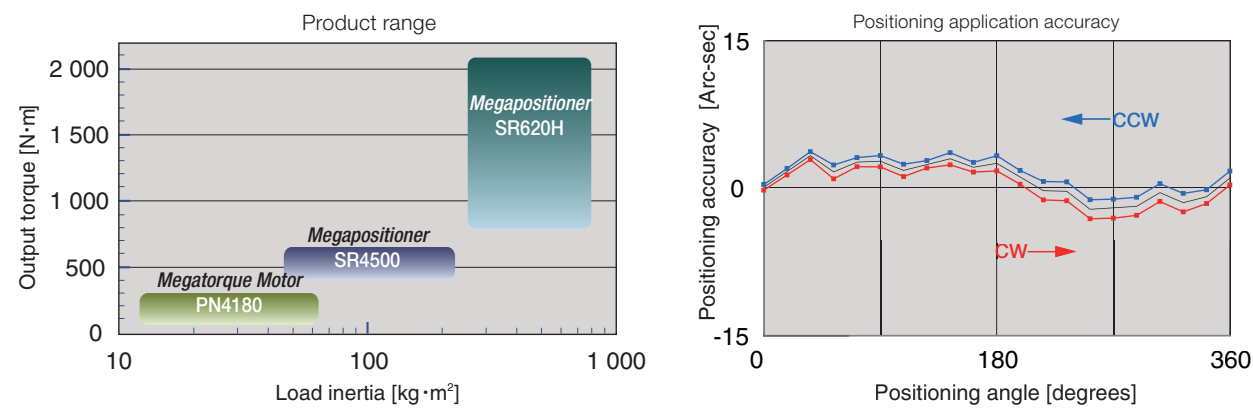 Product range
Output torque [N·m]
2 000
1 500
1 000
500
0
Megapositioner
SR620H
Megapositioner
SR4500
Megatorque Motor
PN4180
10
100
1 000
Load inertia [kg·m²]
Positioning application accuracy
Positioning accuracy [Arc-sec]
15
0
-15
CCW
CW
0
180
360
Positioning angle [degrees]